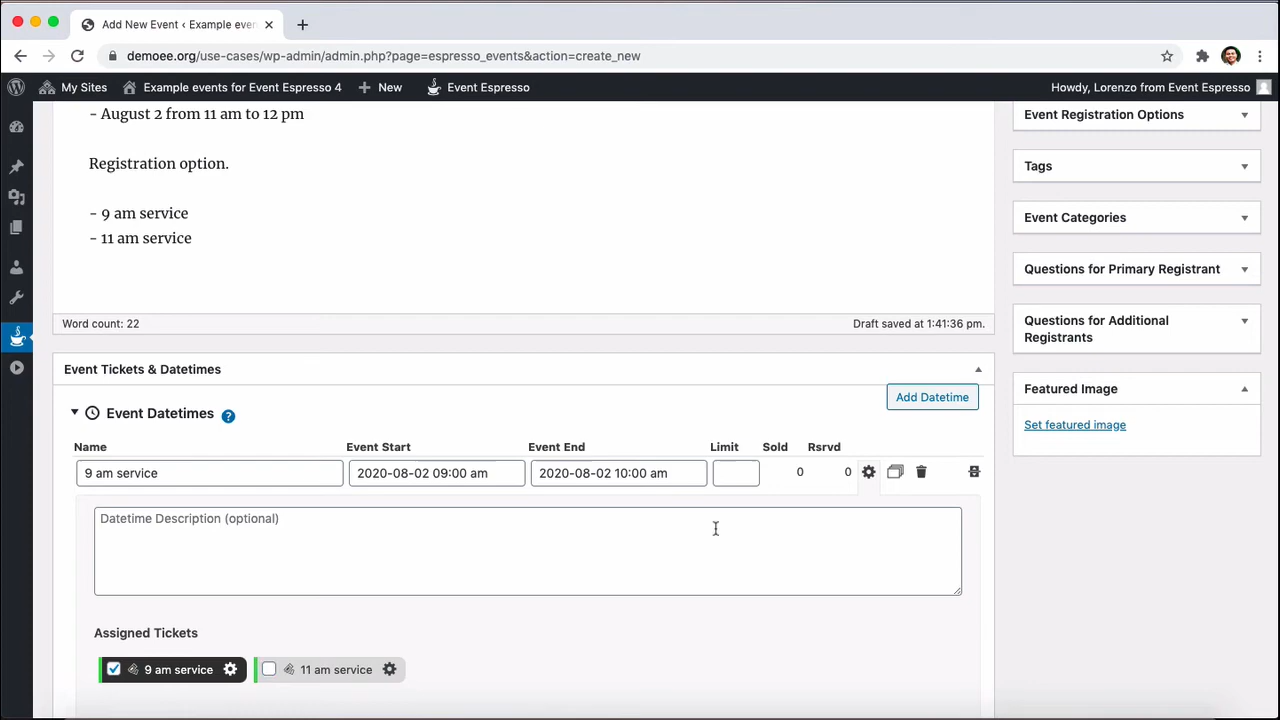 Add New Event ‹ Example even
demoee.org/use-cases/wp-admin/admin.php?page=espresso_events&action=create_new
My Sites Example events for Event Espresso 4 New Event Espresso Howdy, Lorenzo from Event Espresso
- August 2 from 11 am to 12 pm
Registration option.
- 9 am service
- 11 am service
Word count: 22 Draft saved at 1:41:36 pm.
Event Tickets & Datetimes
Add Datetime
Event Datetimes ?
Name Event Start Event End Limit Sold Rsrvd
9 am service 2020-08-02 09:00 am 2020-08-02 10:00 am 0 0
Datetime Description (optional)
Assigned Tickets
9 am service 11 am service
Event Registration Options
Tags
Event Categories
Questions for Primary Registrant
Questions for Additional
Registrants
Featured Image
Set featured image